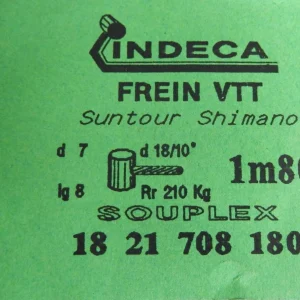 INDECA
FREIN VTT
Suntour Shimano
d 7 d 18/10°
lg 8 Rr 210 Kg 1m80
SOUPLEX
18 21 708 180